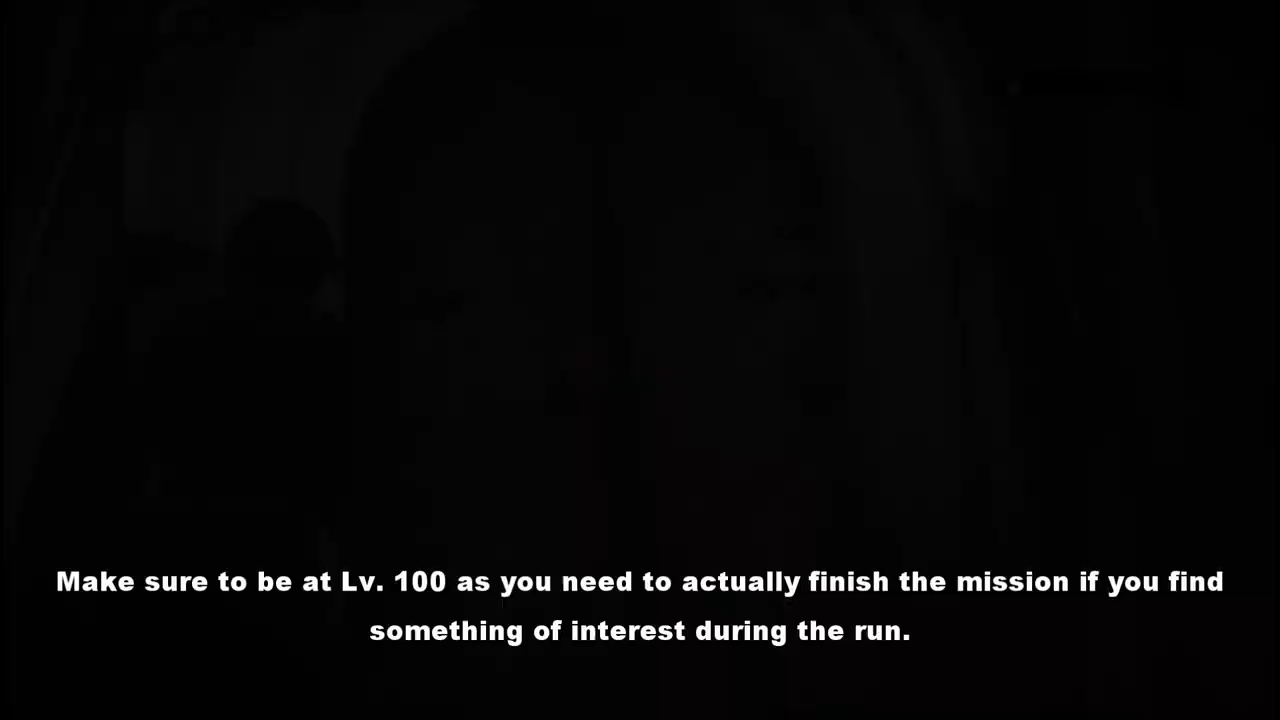 Make sure to be at Lv. 100 as you need to actually finish the mission if you find
something of interest during the run.